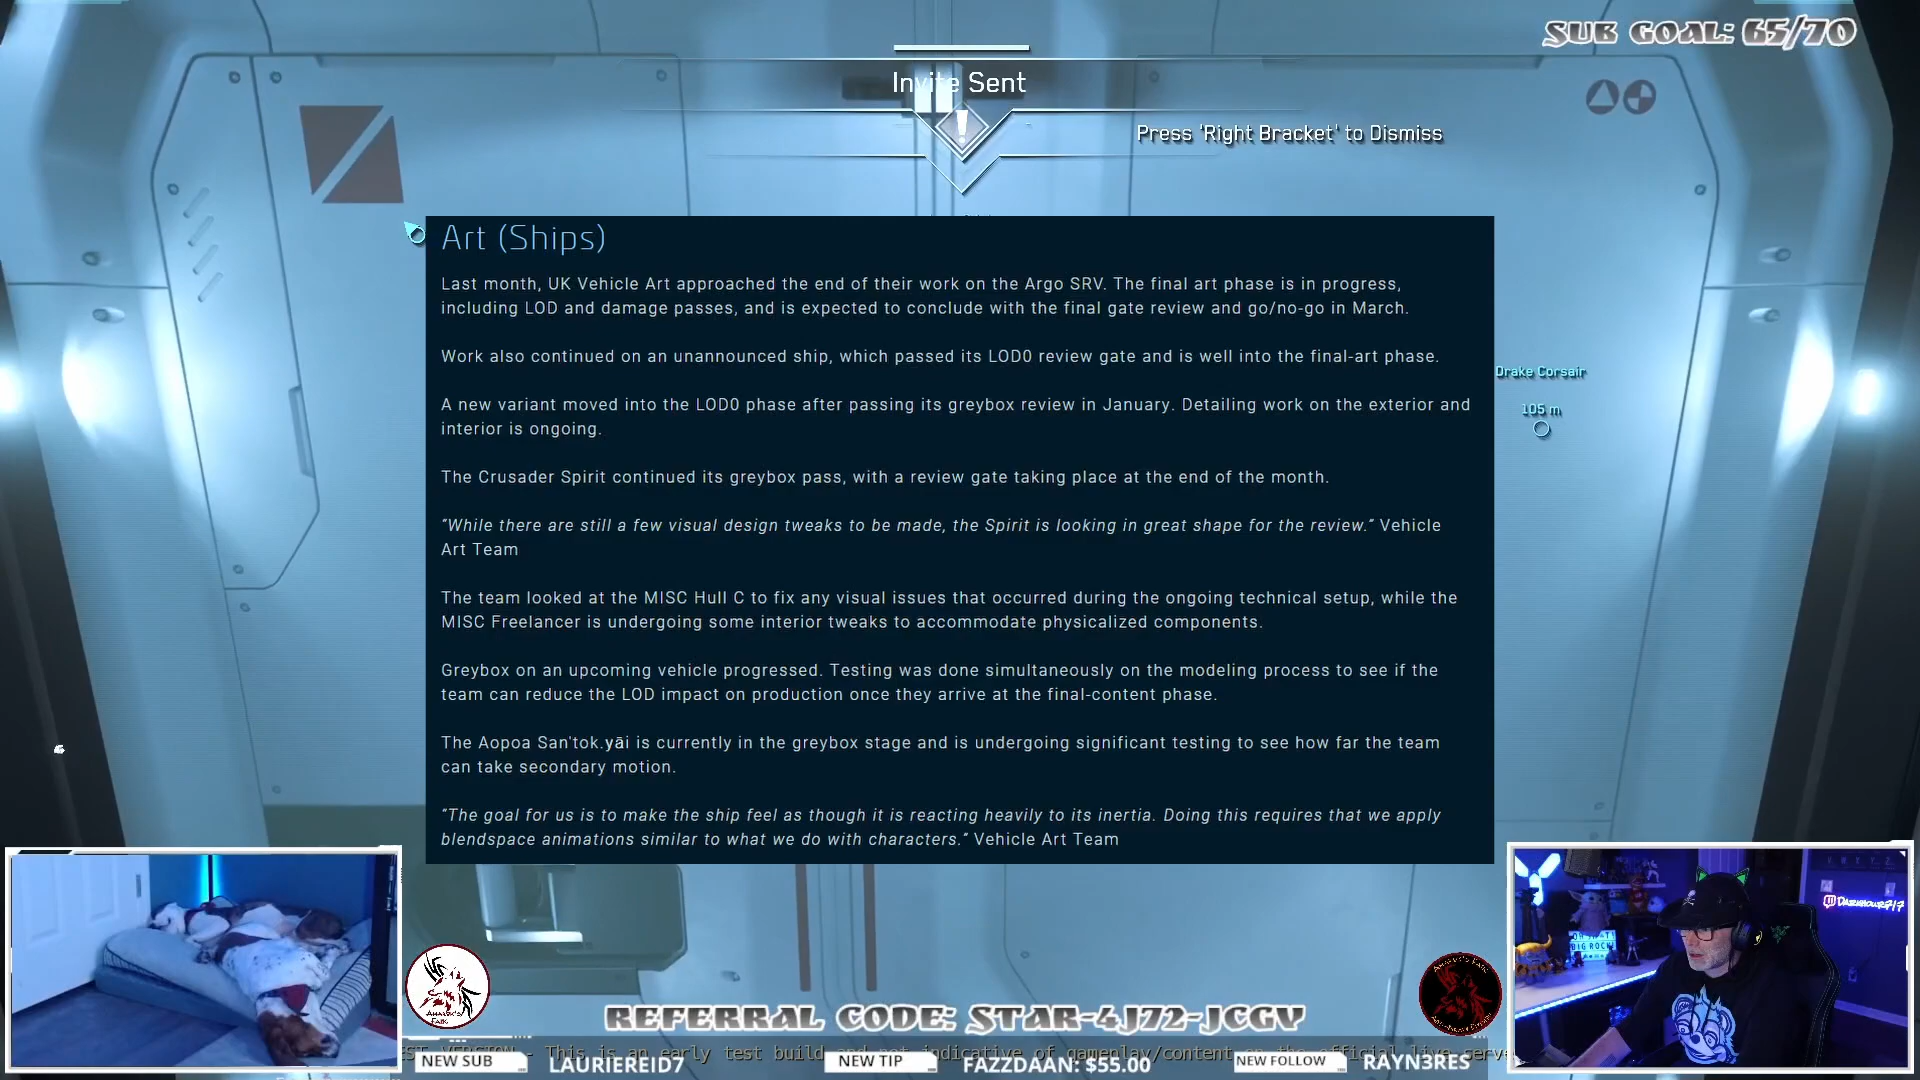 SUB GOAL: 65/70
Invite Sent
Press 'Right Bracket' to Dismiss
Art (Ships)
Last month, UK Vehicle Art approached the end of their work on the Argo SRV. The final art phase is in progress,
including LOD and damage passes, and is expected to conclude with the final gate review and go/no-go in March.
Work also continued on an unannounced ship, which passed its LOD0 review gate and is well into the final-art phase.
A new variant moved into the LOD0 phase after passing its greybox review in January. Detailing work on the exterior and
interior is ongoing.
The Crusader Spirit continued its greybox pass, with a review gate taking place at the end of the month.
“While there are still a few visual design tweaks to be made, the Spirit is looking in great shape for the review.” Vehicle
Art Team
The team looked at the MISC Hull C to fix any visual issues that occurred during the ongoing technical setup, while the
MISC Freelancer is undergoing some interior tweaks to accommodate physicalized components.
Greybox on an upcoming vehicle progressed. Testing was done simultaneously on the modeling process to see if the
team can reduce the LOD impact on production once they arrive at the final-content phase.
The Aopoa San'tok.yāi is currently in the greybox stage and is undergoing significant testing to see how far the team
can take secondary motion.
“The goal for us is to make the ship feel as though it is reacting heavily to its inertia. Doing this requires that we apply
blendspace animations similar to what we do with characters.” Vehicle Art Team
Drake Corsair
105 m
DARKHOUR717
BIG ROCK
REFERRAL CODE: STAR-4J72-JCGV
This is an early test build and not indicative of gameplay/content
NEW SUB
LAURIEREID7
NEW TIP
FAZZDAAN: $55.00
NEW FOLLOW
RAYN3RES